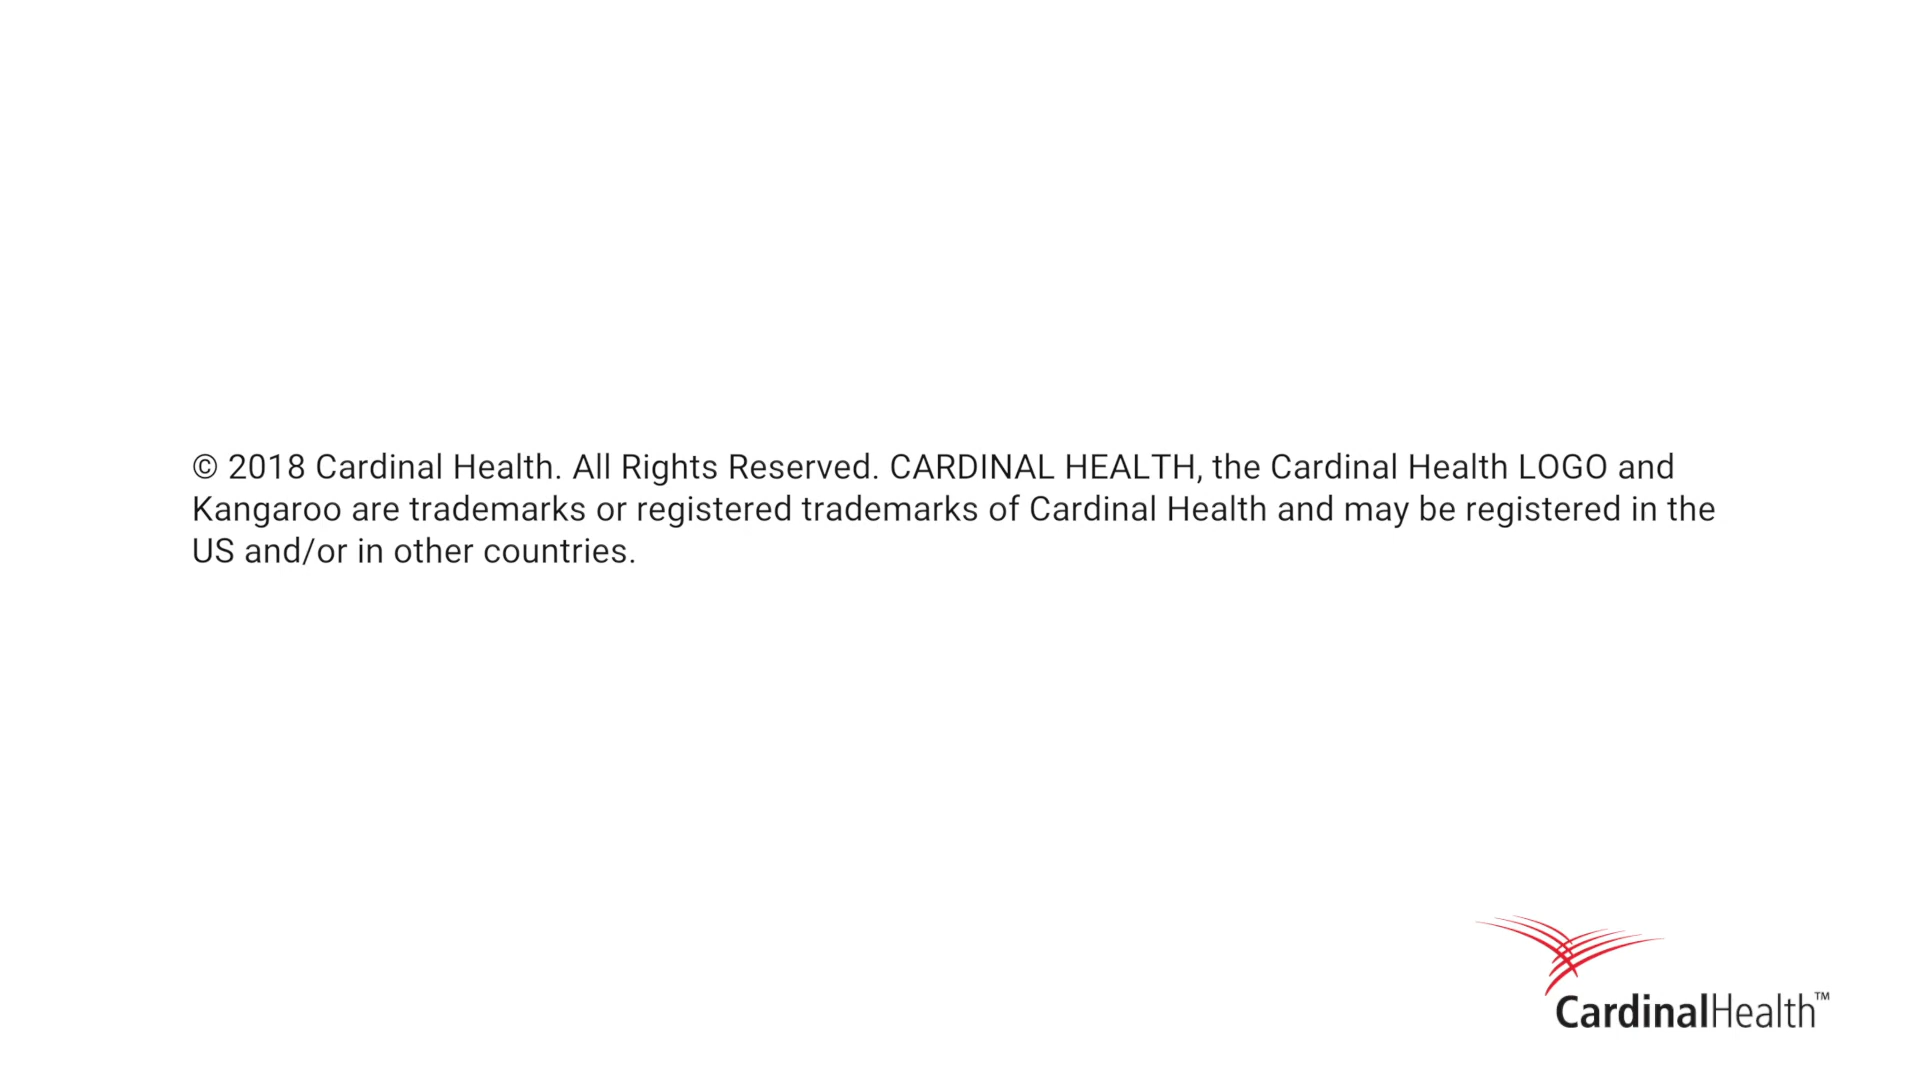 © 2018 Cardinal Health. All Rights Reserved. CARDINAL HEALTH, the Cardinal Health LOGO and
Kangaroo are trademarks or registered trademarks of Cardinal Health and may be registered in the
US and/or in other countries.
CardinalHealth™